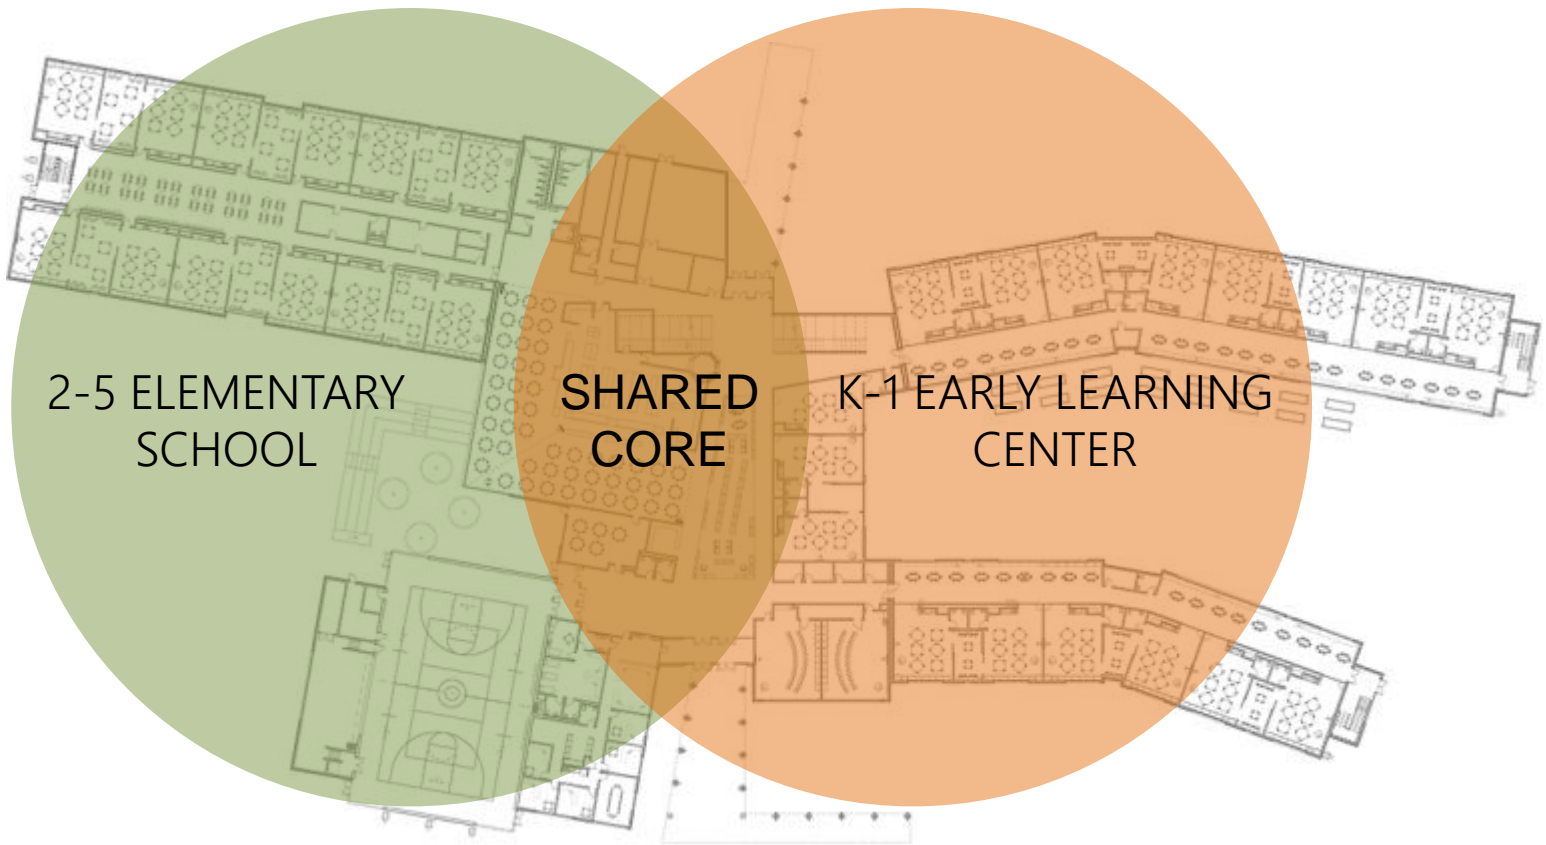 2-5 ELEMENTARY
SCHOOL
SHARED
CORE
K-1 EARLY LEARNING
CENTER